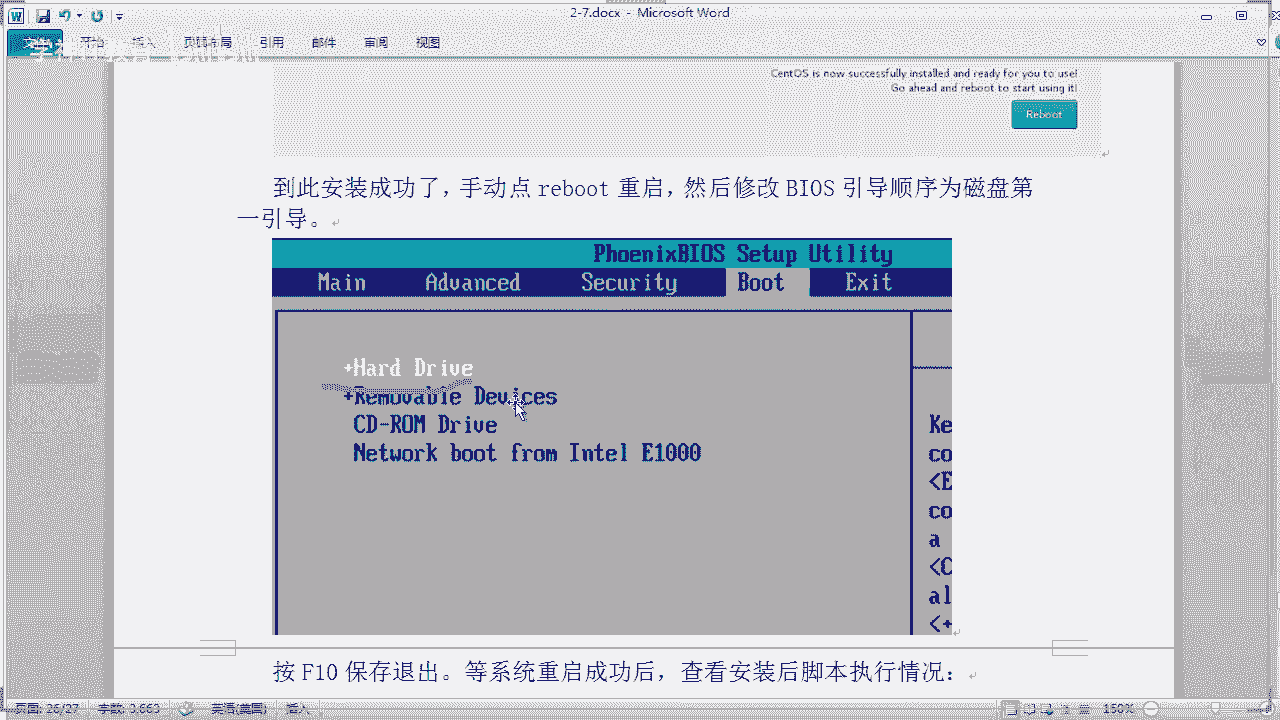 2-7.docx - Microsoft Word
页面布局 引用 邮件 审阅 视图
CentOS is now successfully installed and ready for you to use!
Go ahead and reboot to start using it!
Reboot
到此安装成功了，手动点 reboot 重启，然后修改 BIOS 引导顺序为磁盘第
一引导。
PhoenixBIOS Setup Utility
Main Advanced Security Boot Exit
+Hard Drive
+Removable Devices
CD-ROM Drive
Network boot from Intel E1000
Ke
co
<E
co
a
<C
al
<+
按 F10 保存退出。等系统重启成功后，查看安装后脚本执行情况：
页面: 26/27 字数: 3,663 英语(美国) 插入 150%